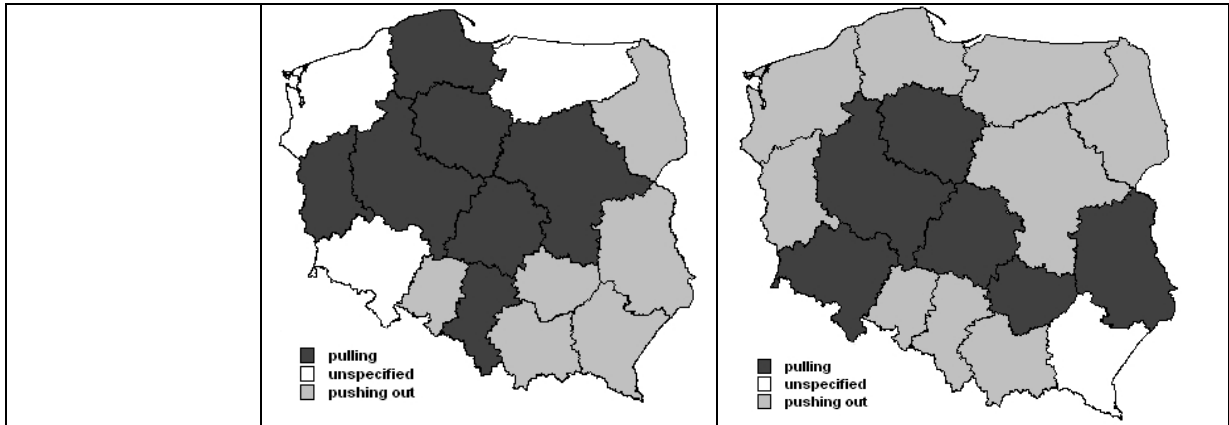 pulling
unspecified
pushing out
pulling
unspecified
pushing out